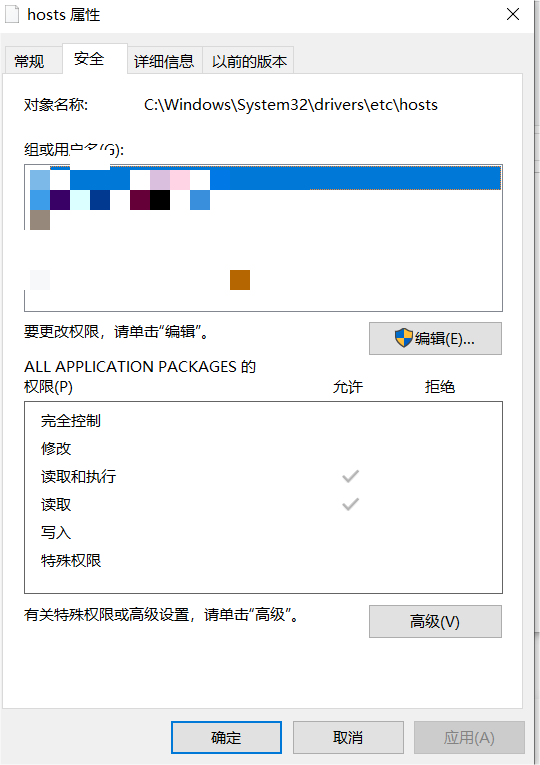 hosts 属性
常规
安全
详细信息
以前的版本
对象名称:
C:\Windows\System32\drivers\etc\hosts
组或用户名(G):
要更改权限，请单击“编辑”。
编辑(E)...
ALL APPLICATION PACKAGES 的
权限(P)
允许
拒绝
完全控制
修改
读取和执行
读取
写入
特殊权限
有关特殊权限或高级设置，请单击“高级”。
高级(V)
确定
取消
应用(A)